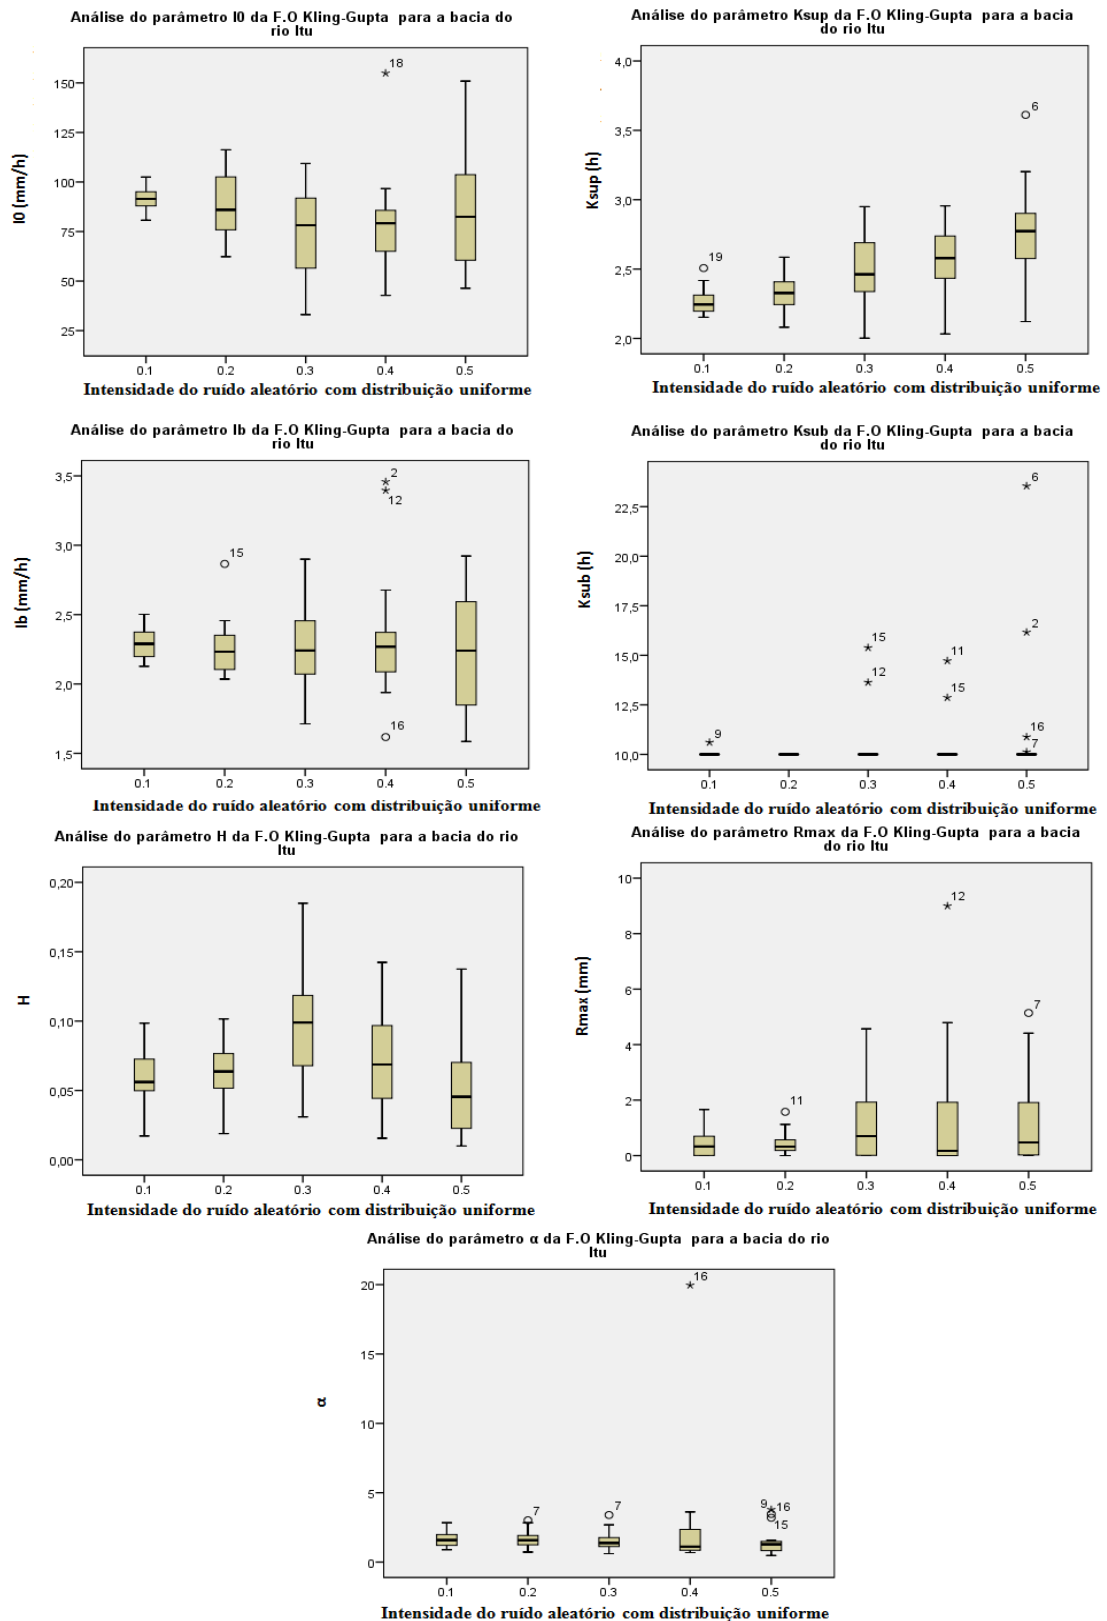 Análise do parâmetro I0 da F.O Kling-Gupta para a bacia do
rio Itu
I0 (mm/h)
150
125
100
75
50
25
18
0.1 0.2 0.3 0.4 0.5
Intensidade do ruído aleatório com distribuição uniforme
Análise do parâmetro Ksup da F.O Kling-Gupta para a bacia
do rio Itu
Ksup (h)
4,0
3,5
3,0
2,5
2,0
19
6
0.1 0.2 0.3 0.4 0.5
Intensidade do ruído aleatório com distribuição uniforme
Análise do parâmetro Ib da F.O Kling-Gupta para a bacia do
rio Itu
Ib (mm/h)
3,5
3,0
2,5
2,0
1,5
15
2
12
16
0.1 0.2 0.3 0.4 0.5
Intensidade do ruído aleatório com distribuição uniforme
Análise do parâmetro Ksub da F.O Kling-Gupta para a bacia
do rio Itu
Ksub (h)
22,5
20,0
17,5
15,0
12,5
10,0
9
15
12
11
15
6
2
16
7
0.1 0.2 0.3 0.4 0.5
Intensidade do ruído aleatório com distribuição uniforme
Análise do parâmetro H da F.O Kling-Gupta para a bacia do rio
Itu
H
0,20
0,15
0,10
0,05
0,00
0.1 0.2 0.3 0.4 0.5
Intensidade do ruído aleatório com distribuição uniforme
Análise do parâmetro Rmax da F.O Kling-Gupta para a bacia
do rio Itu
Rmax (mm)
10
8
6
4
2
0
11
12
7
0.1 0.2 0.3 0.4 0.5
Intensidade do ruído aleatório com distribuição uniforme
Análise do parâmetro α da F.O Kling-Gupta para a bacia do rio
Itu
α
20
15
10
5
0
7
7
16
9
16
15
0.1 0.2 0.3 0.4 0.5
Intensidade do ruído aleatório com distribuição uniforme